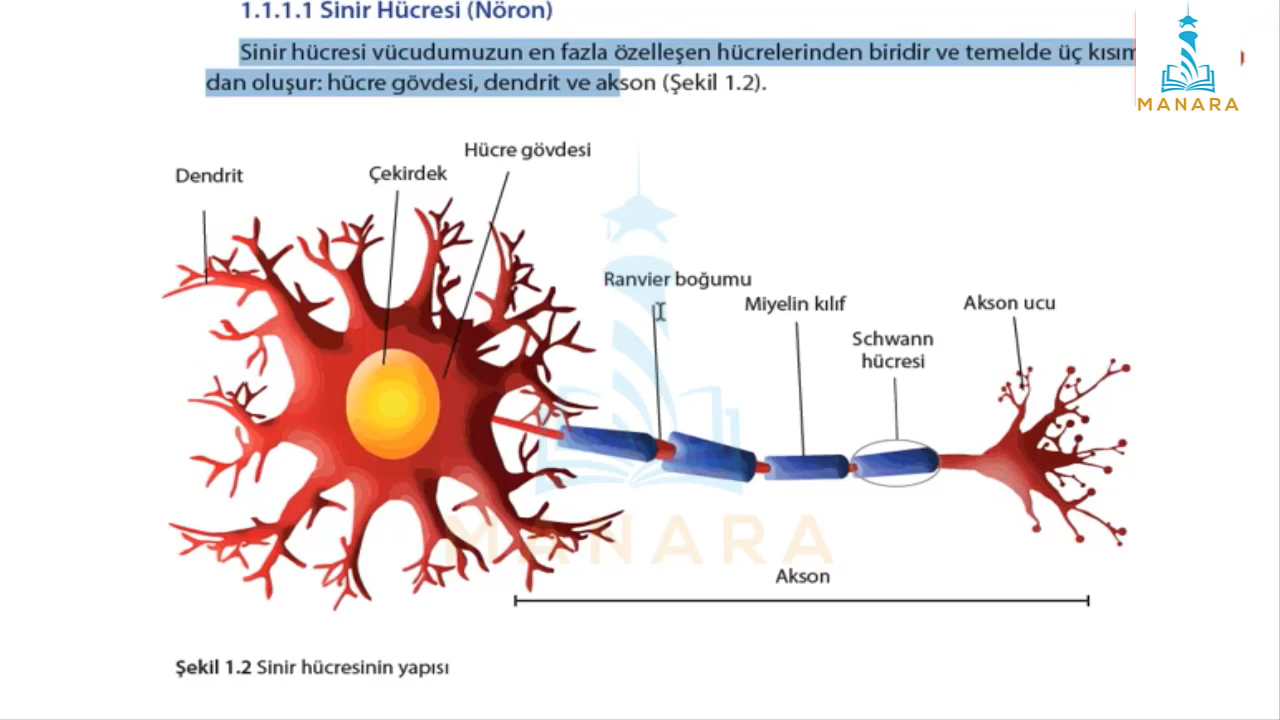 1.1.1.1 Sinir Hücresi (Nöron)
Sinir hücresi vücudumuzun en fazla özelleşen hücrelerinden biridir ve temelde üç kısım
dan oluşur: hücre gövdesi, dendrit ve akson (Şekil 1.2).
MANARA
Hücre gövdesi
Dendrit
Çekirdek
Ranvier boğumu
Miyelin kılıf
Akson ucu
Schwann
hücresi
MANARA
Akson
Şekil 1.2 Sinir hücresinin yapısı